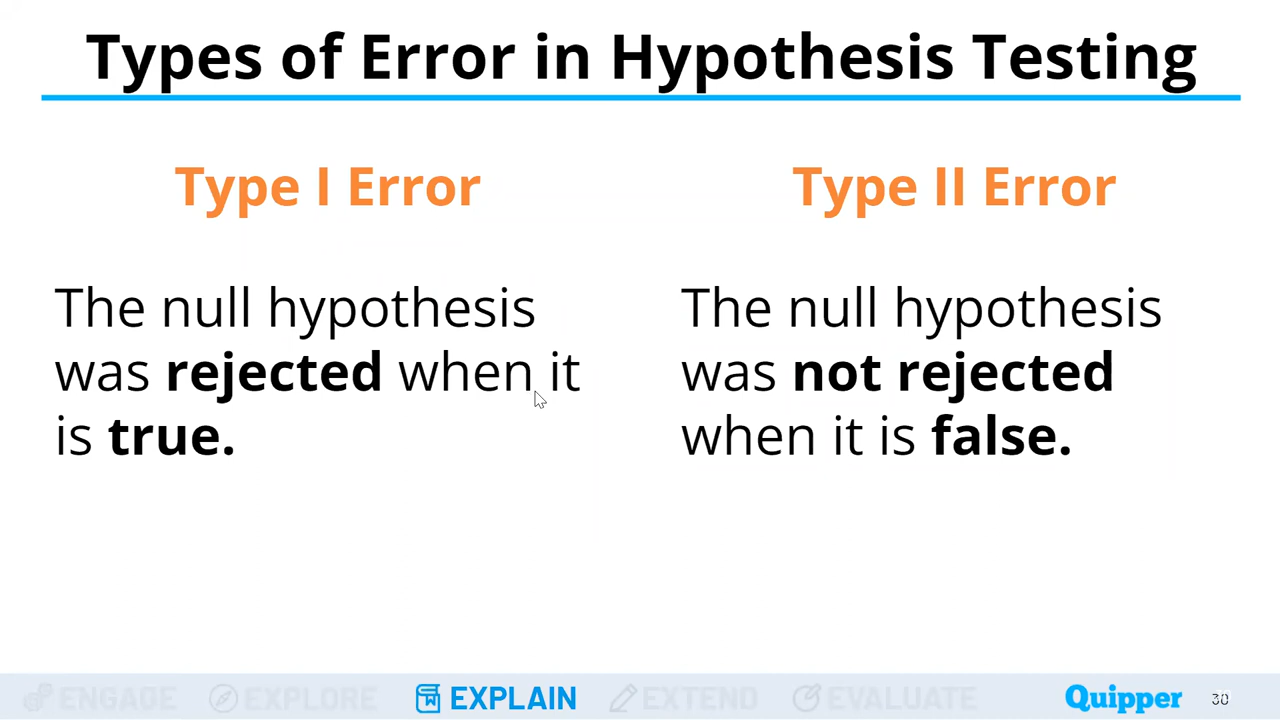 Types of Error in Hypothesis Testing
Type I Error
The null hypothesis
was rejected when it
is true.
Type II Error
The null hypothesis
was not rejected
when it is false.
ENGAGE EXPLORE EXPLAIN EXTEND EVALUATE Quipper 30